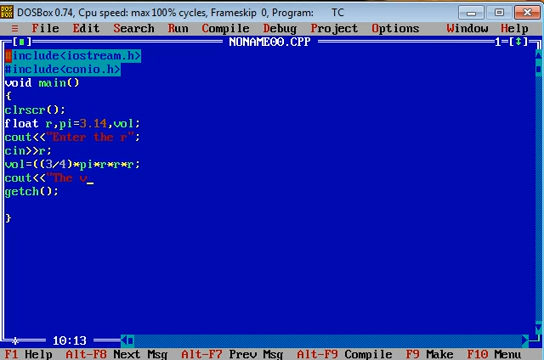 DOSBox 0.74, Cpu speed: max 100% cycles, Frameskip 0, Program: TC
≡ File Edit Search Run Compile Debug Project Options Window Help
[■] NONAME00.CPP 1=[↕]
#include<iostream.h>
#include<conio.h>
void main()
{
clrscr();
float r,pi=3.14,vol;
cout<<"Enter the r";
cin>>r;
vol=((3/4)*pi*r*r*r;
cout<<"The v_
getch();
}
* 10:13
F1 Help Alt-F8 Next Msg Alt-F7 Prev Msg Alt-F9 Compile F9 Make F10 Menu